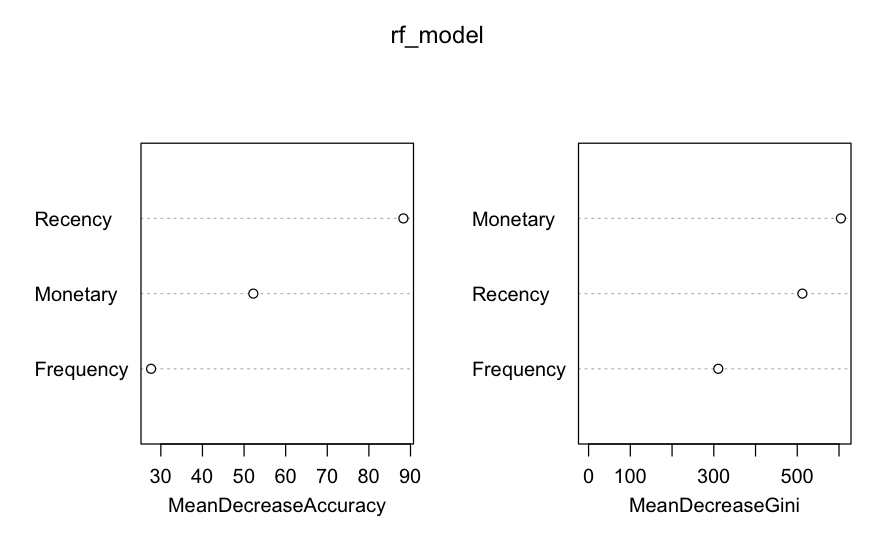 rf_model
Recency
Monetary
Frequency
30 40 50 60 70 80 90
MeanDecreaseAccuracy
Monetary
Recency
Frequency
0 100 300 500
MeanDecreaseGini